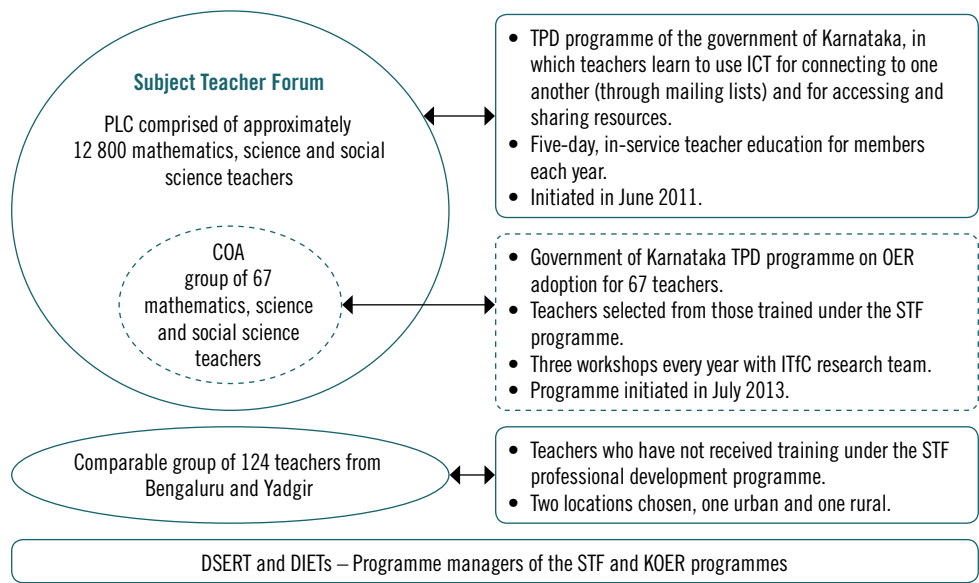 Subject Teacher Forum
PLC comprised of approximately
12 800 mathematics, science and social
science teachers
• TPD programme of the government of Karnataka, in
which teachers learn to use ICT for connecting to one
another (through mailing lists) and for accessing and
sharing resources.
• Five-day, in-service teacher education for members
each year.
• Initiated in June 2011.
COA
group of 67
mathematics, science
and social science
teachers
• Government of Karnataka TPD programme on OER
adoption for 67 teachers.
• Teachers selected from those trained under the STF
programme.
• Three workshops every year with ITfC research team.
• Programme initiated in July 2013.
Comparable group of 124 teachers from
Bengaluru and Yadgir
• Teachers who have not received training under the STF
professional development programme.
• Two locations chosen, one urban and one rural.
DSERT and DIETs – Programme managers of the STF and KOER programmes